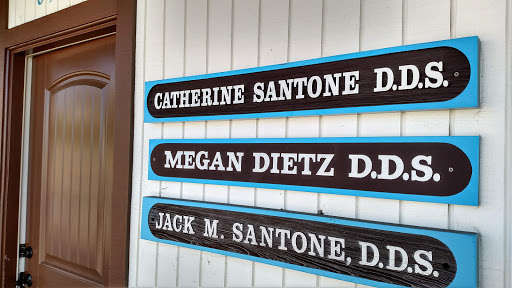 CATHERINE SANTONE D.D.S.
MEGAN DIETZ D.D.S.
JACK M. SANTONE, D.D.S.